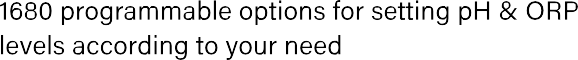 1680 programmable options for setting pH & ORP
levels according to your need